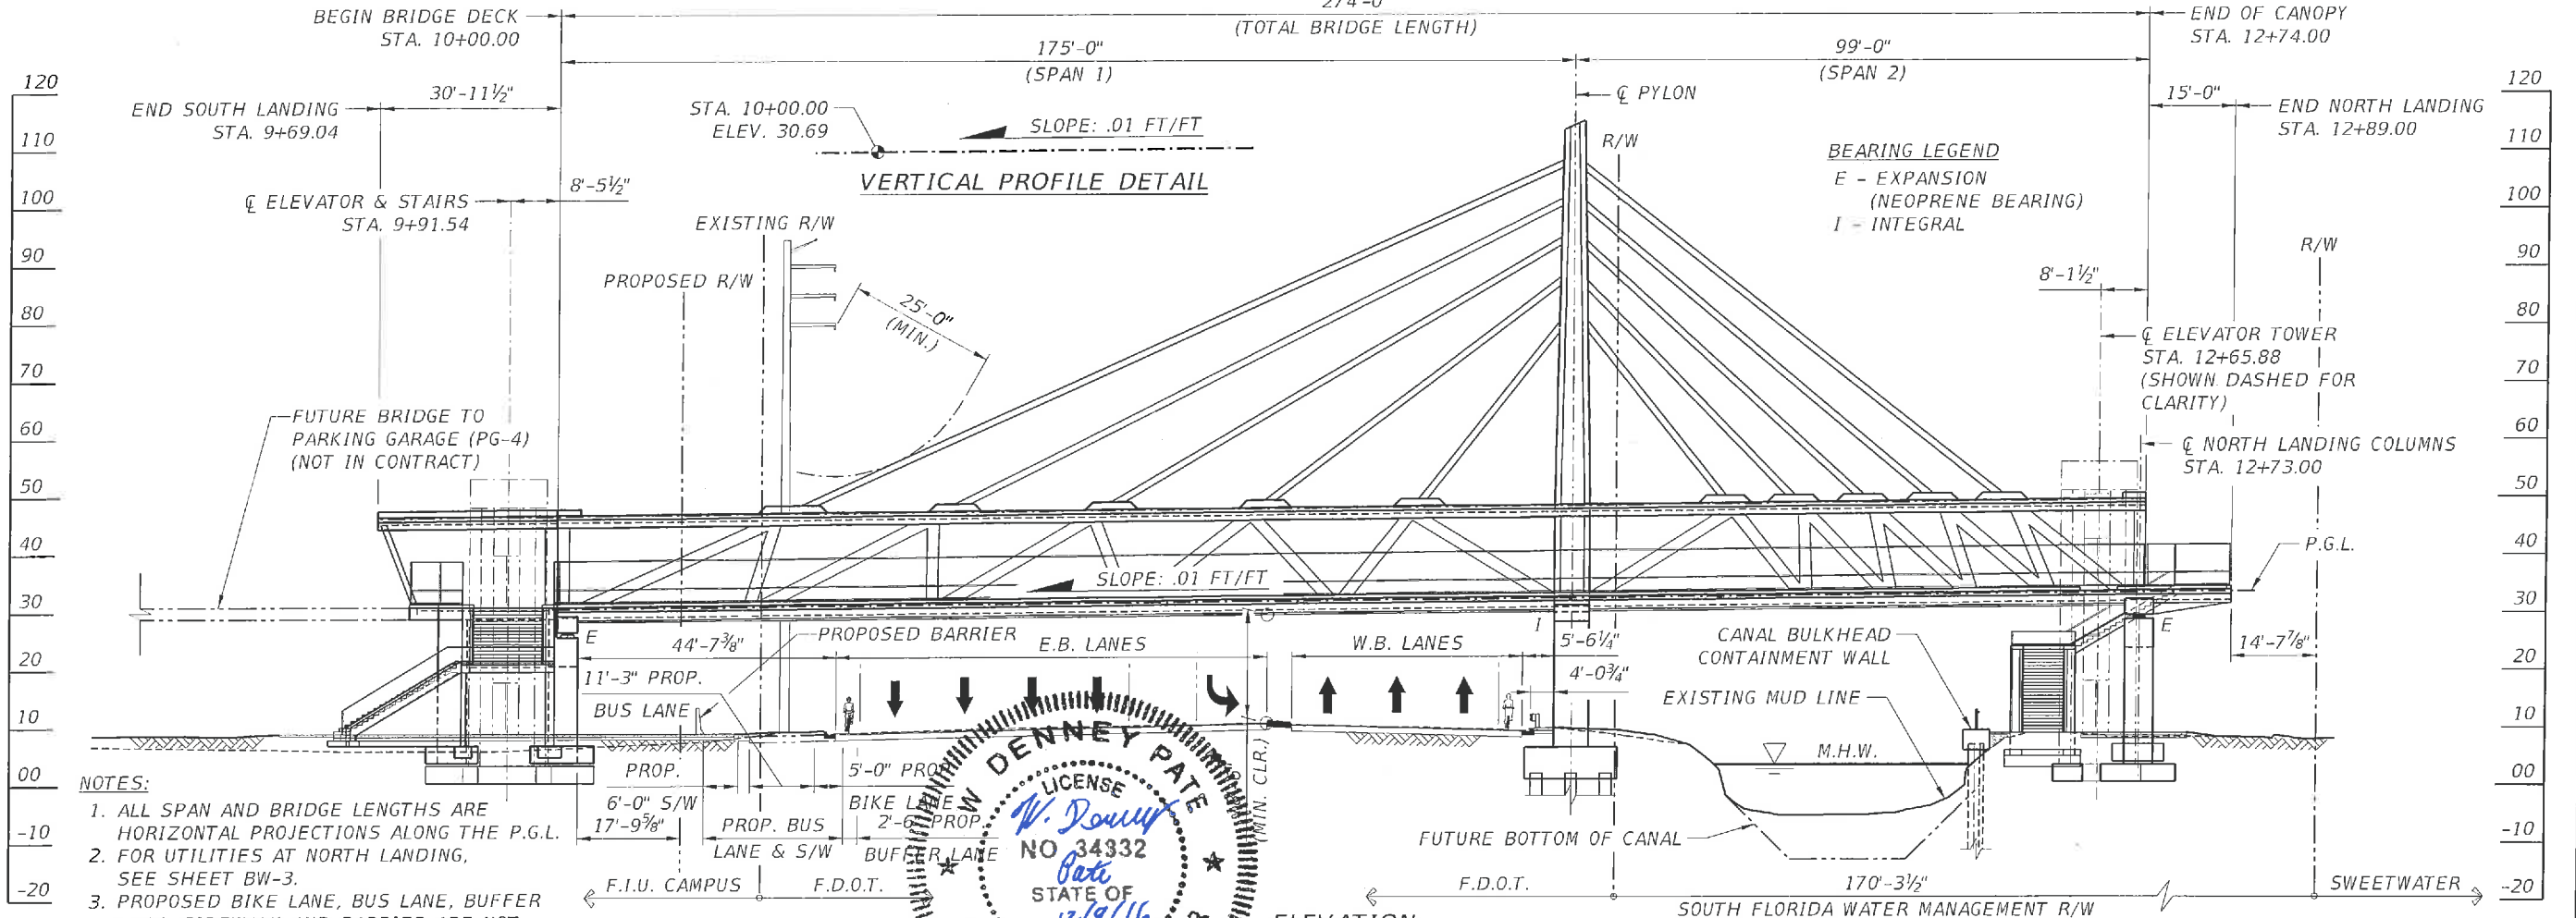 BEGIN BRIDGE DECK
STA. 10+00.00
(TOTAL BRIDGE LENGTH)
END OF CANOPY
STA. 12+74.00
175'-0"
(SPAN 1)
99'-0"
(SPAN 2)
120
110
100
90
80
70
60
50
40
30
20
10
00
-10
-20
END SOUTH LANDING
STA. 9+69.04
30'-11½"
STA. 10+00.00
ELEV. 30.69
SLOPE: .01 FT/FT
VERTICAL PROFILE DETAIL
℄ PYLON
R/W
15'-0"
END NORTH LANDING
STA. 12+89.00
BEARING LEGEND
E - EXPANSION
(NEOPRENE BEARING)
I - INTEGRAL
℄ ELEVATOR & STAIRS
STA. 9+91.54
8'-5½"
EXISTING R/W
PROPOSED R/W
25'-0"
(MIN.)
R/W
8'-1½"
℄ ELEVATOR TOWER
STA. 12+65.88
(SHOWN DASHED FOR
CLARITY)
℄ NORTH LANDING COLUMNS
STA. 12+73.00
FUTURE BRIDGE TO
PARKING GARAGE (PG-4)
(NOT IN CONTRACT)
P.G.L.
SLOPE: .01 FT/FT
E
44'-7⅜"
PROPOSED BARRIER
E.B. LANES
I
W.B. LANES
5'-6¼"
4'-0¾"
CANAL BULKHEAD
CONTAINMENT WALL
EXISTING MUD LINE
E
14'-7⅞"
11'-3" PROP.
BUS LANE
M.H.W.
PROP.
6'-0" S/W
17'-9⅝"
PROP. BUS
LANE & S/W
5'-0" PROP.
BIKE LANE
2'-6" PROP.
BUFFER LANE
(MIN. CLR.)
FUTURE BOTTOM OF CANAL
W DENNEY PATE
LICENSE
W. Denney
NO 34332
Pate
STATE OF
NOTES:
1. ALL SPAN AND BRIDGE LENGTHS ARE
HORIZONTAL PROJECTIONS ALONG THE P.G.L.
2. FOR UTILITIES AT NORTH LANDING,
SEE SHEET BW-3.
3. PROPOSED BIKE LANE, BUS LANE, BUFFER
F.I.U. CAMPUS
F.D.O.T.
F.D.O.T.
170'-3½"
SOUTH FLORIDA WATER MANAGEMENT R/W
SWEETWATER
ELEVATION
120
110
100
90
80
70
60
50
40
30
20
10
00
-10
-20